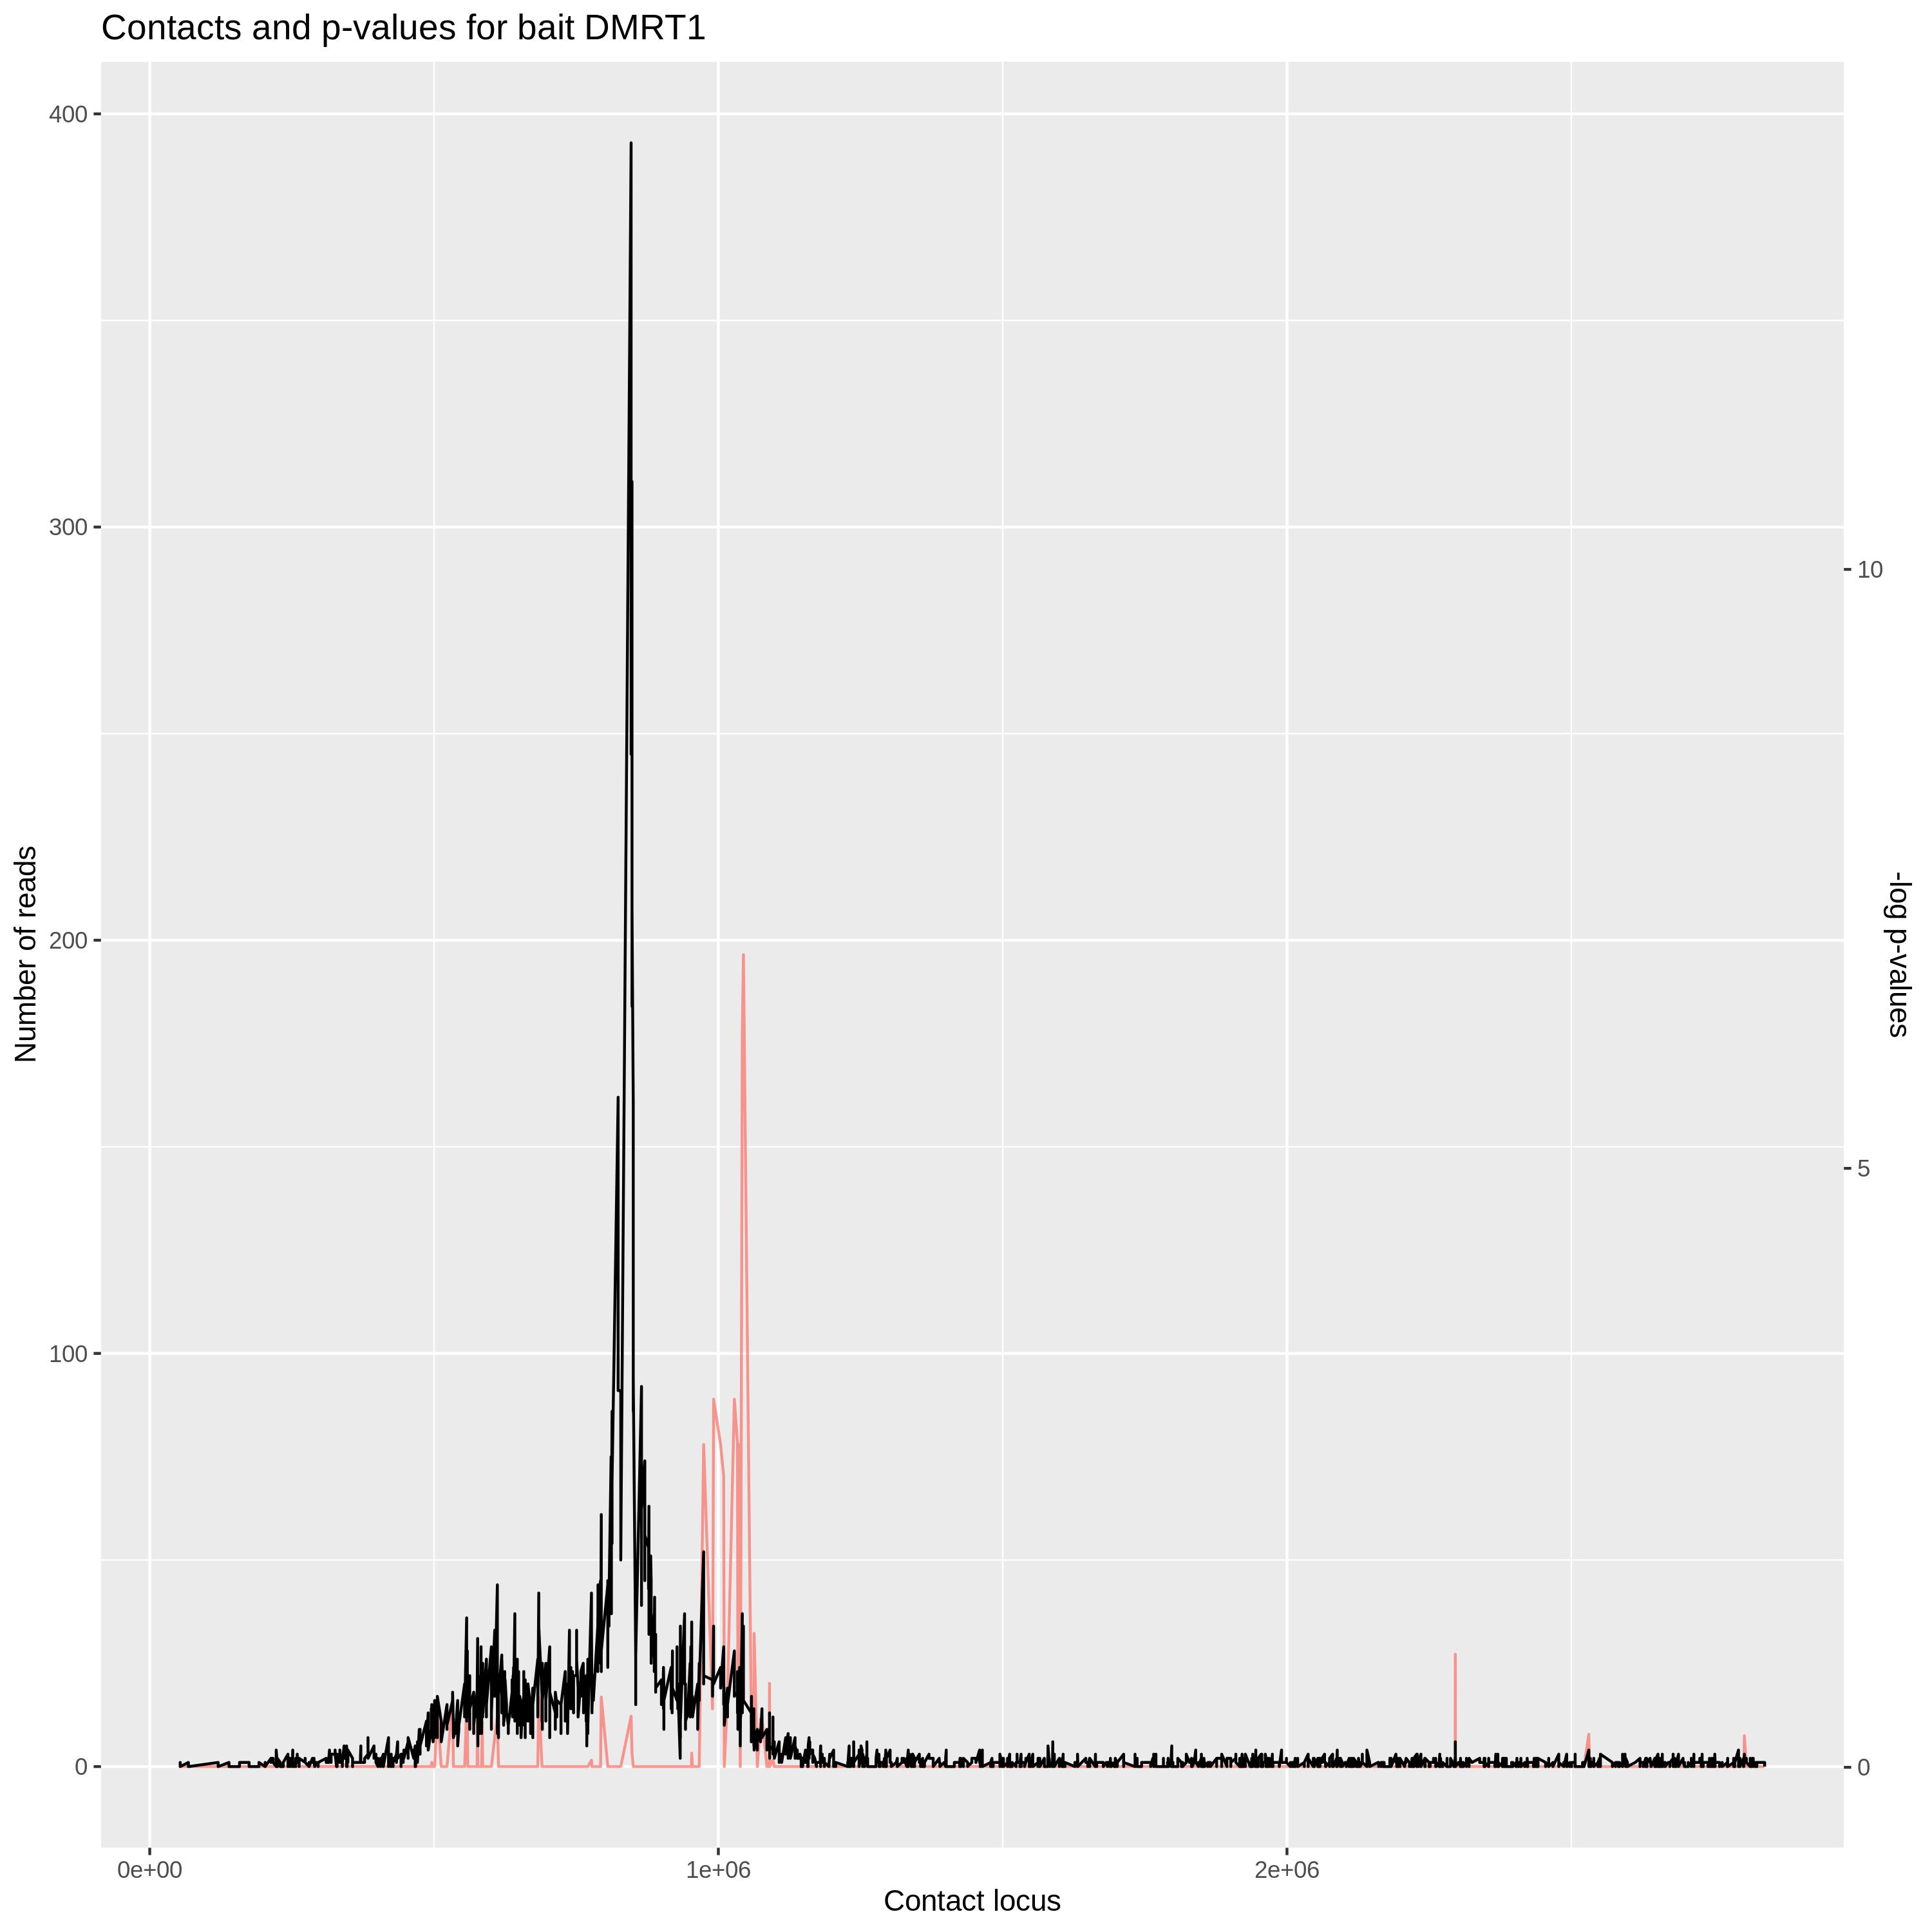 Contacts and p-values for bait DMRT1
400
300
200
100
0
Number of reads
10
5
0
-log p-values
0e+00
1e+06
2e+06
Contact locus